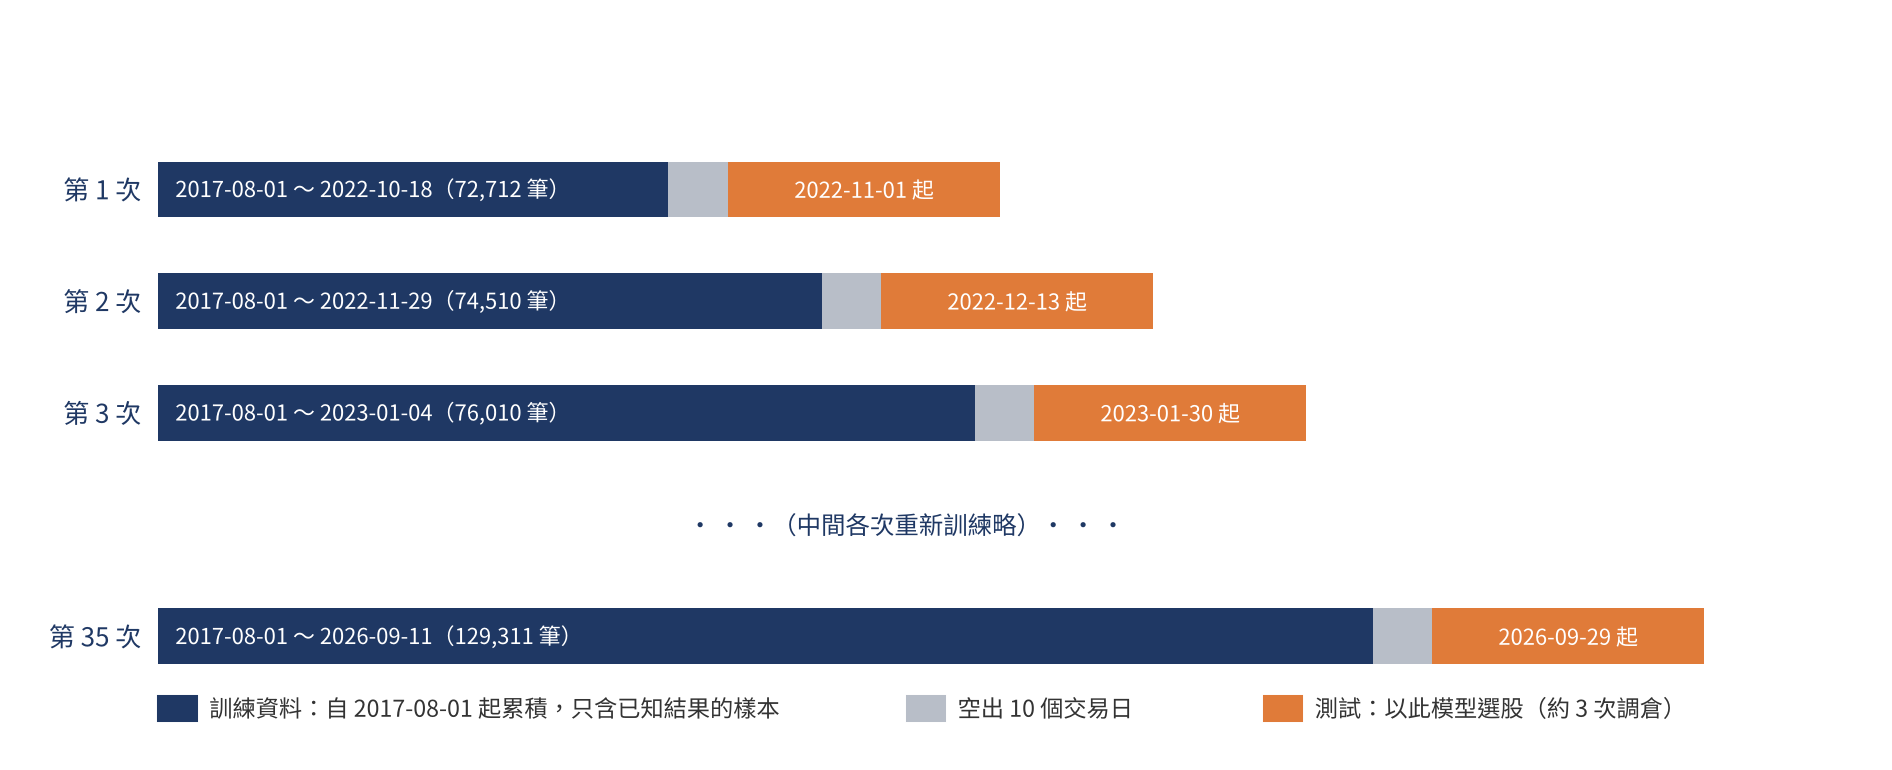 第 1 次
2017-08-01 ～ 2022-10-18（72,712 筆）
2022-11-01 起
第 2 次
2017-08-01 ～ 2022-11-29（74,510 筆）
2022-12-13 起
第 3 次
2017-08-01 ～ 2023-01-04（76,010 筆）
2023-01-30 起
・ ・ ・（中間各次重新訓練略）・ ・ ・
第 35 次
2017-08-01 ～ 2026-09-11（129,311 筆）
2026-09-29 起
訓練資料：自 2017-08-01 起累積，只含已知結果的樣本
空出 10 個交易日
測試：以此模型選股（約 3 次調倉）